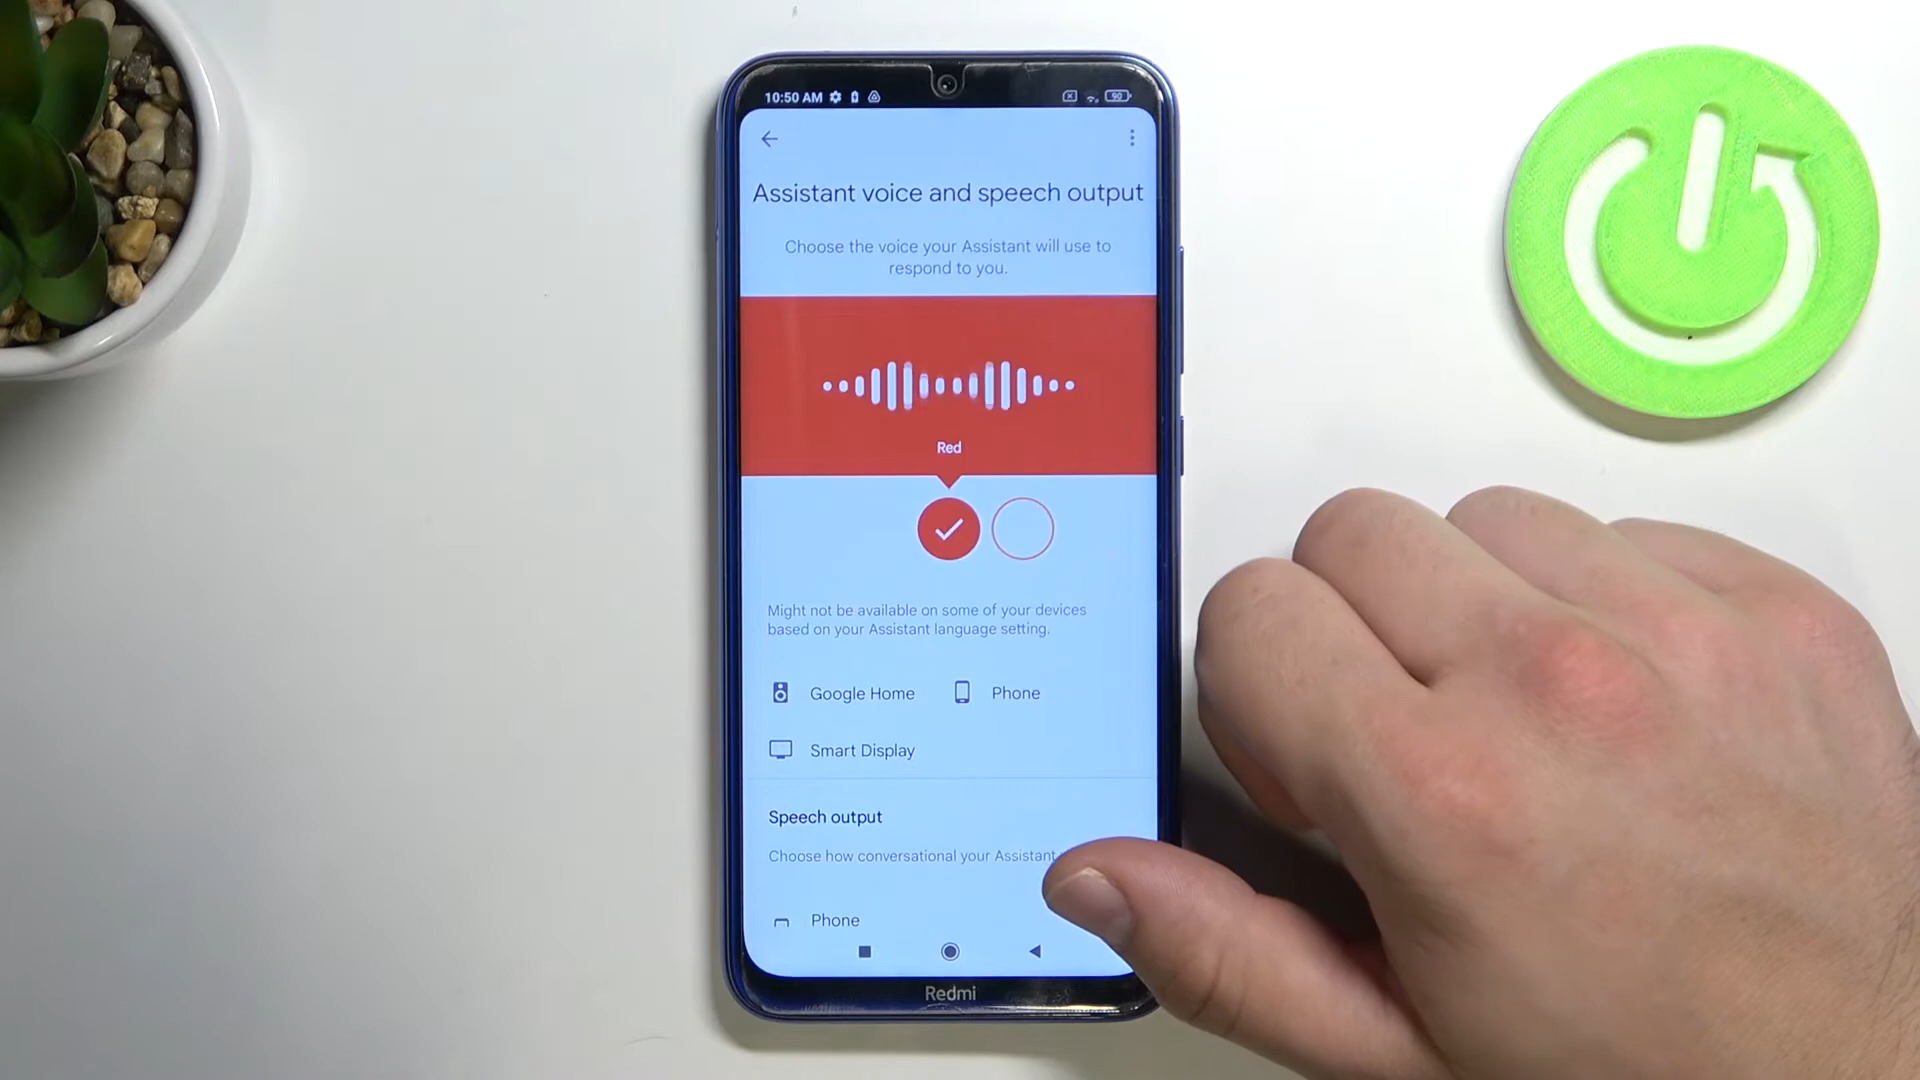 10:50 AM
90
Assistant voice and speech output
Choose the voice your Assistant will use to
respond to you.
Red
Might not be available on some of your devices
based on your Assistant language setting.
Google Home
Phone
Smart Display
Speech output
Choose how conversational your Assistant
Phone
Redmi